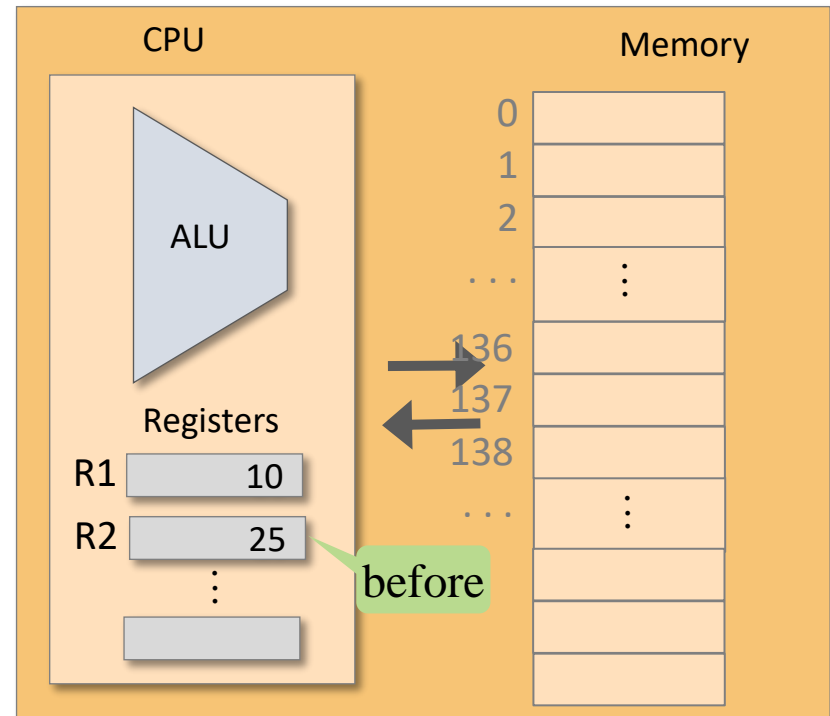 CPU
Memory
0
1
2
. . .
⋮
ALU
136
137
138
. . .
⋮
Registers
R1 10
R2 25
before
⋮